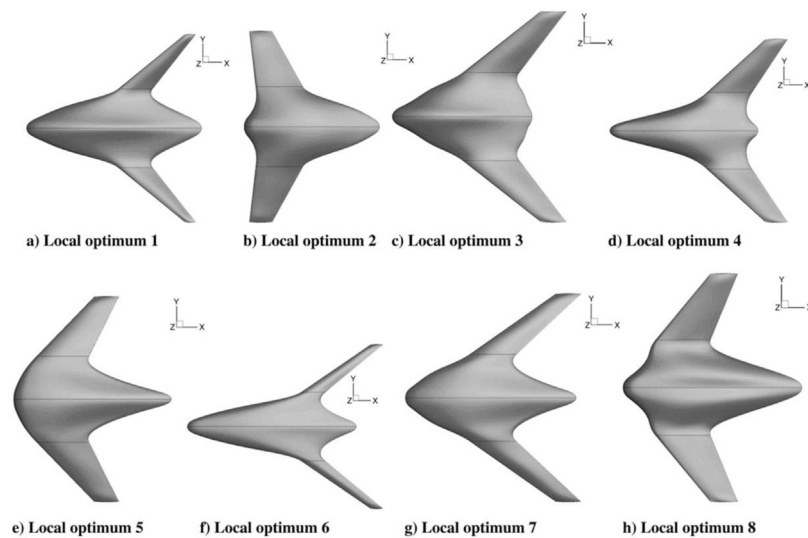 Y
Z X
Y
Z X
Y
Z X
Y
Z X
a) Local optimum 1
b) Local optimum 2
c) Local optimum 3
d) Local optimum 4
Y
Z X
Y
Z X
Y
Z X
Y
Z X
e) Local optimum 5
f) Local optimum 6
g) Local optimum 7
h) Local optimum 8